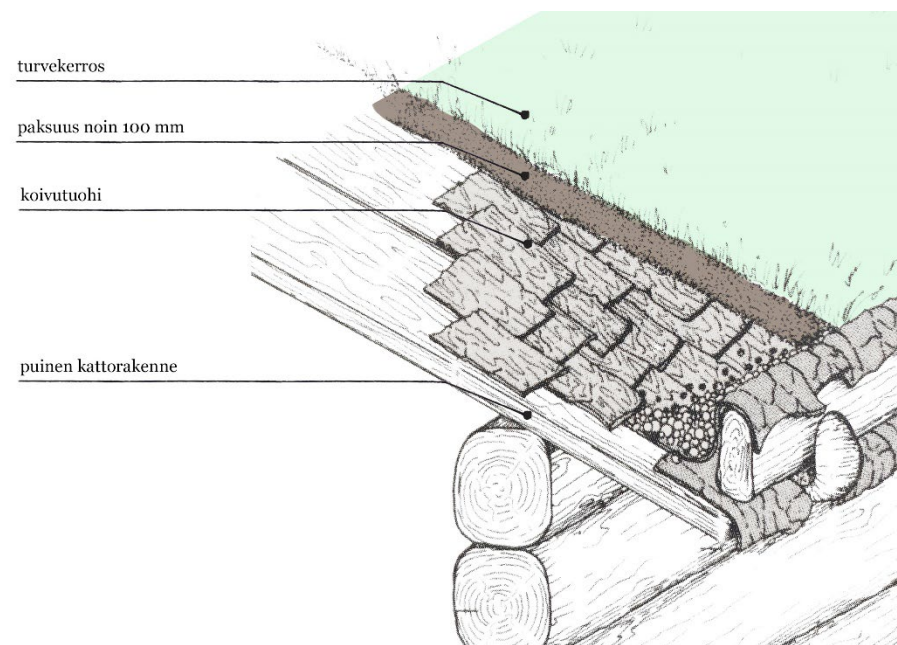 turvekerros
paksuus noin 100 mm
koivutuohi
puinen kattorakenne